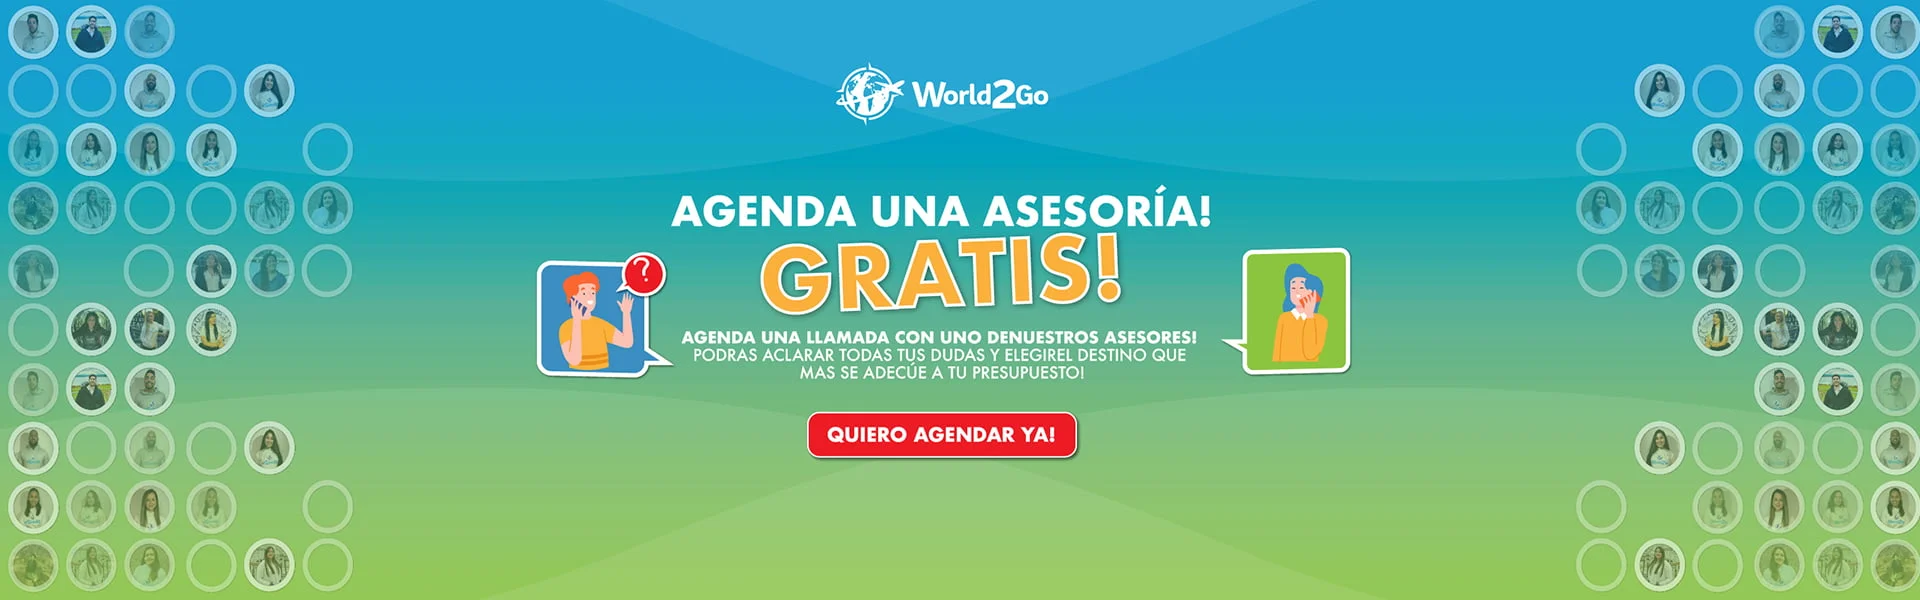 World2Go
AGENDA UNA ASESORÍA!
GRATIS!
?
AGENDA UNA LLAMADA CON UNO DENUESTROS ASESORES!
PODRAS ACLARAR TODAS TUS DUDAS Y ELEGIREL DESTINO QUE
MAS SE ADECÚE A TU PRESUPUESTO!
QUIERO AGENDAR YA!